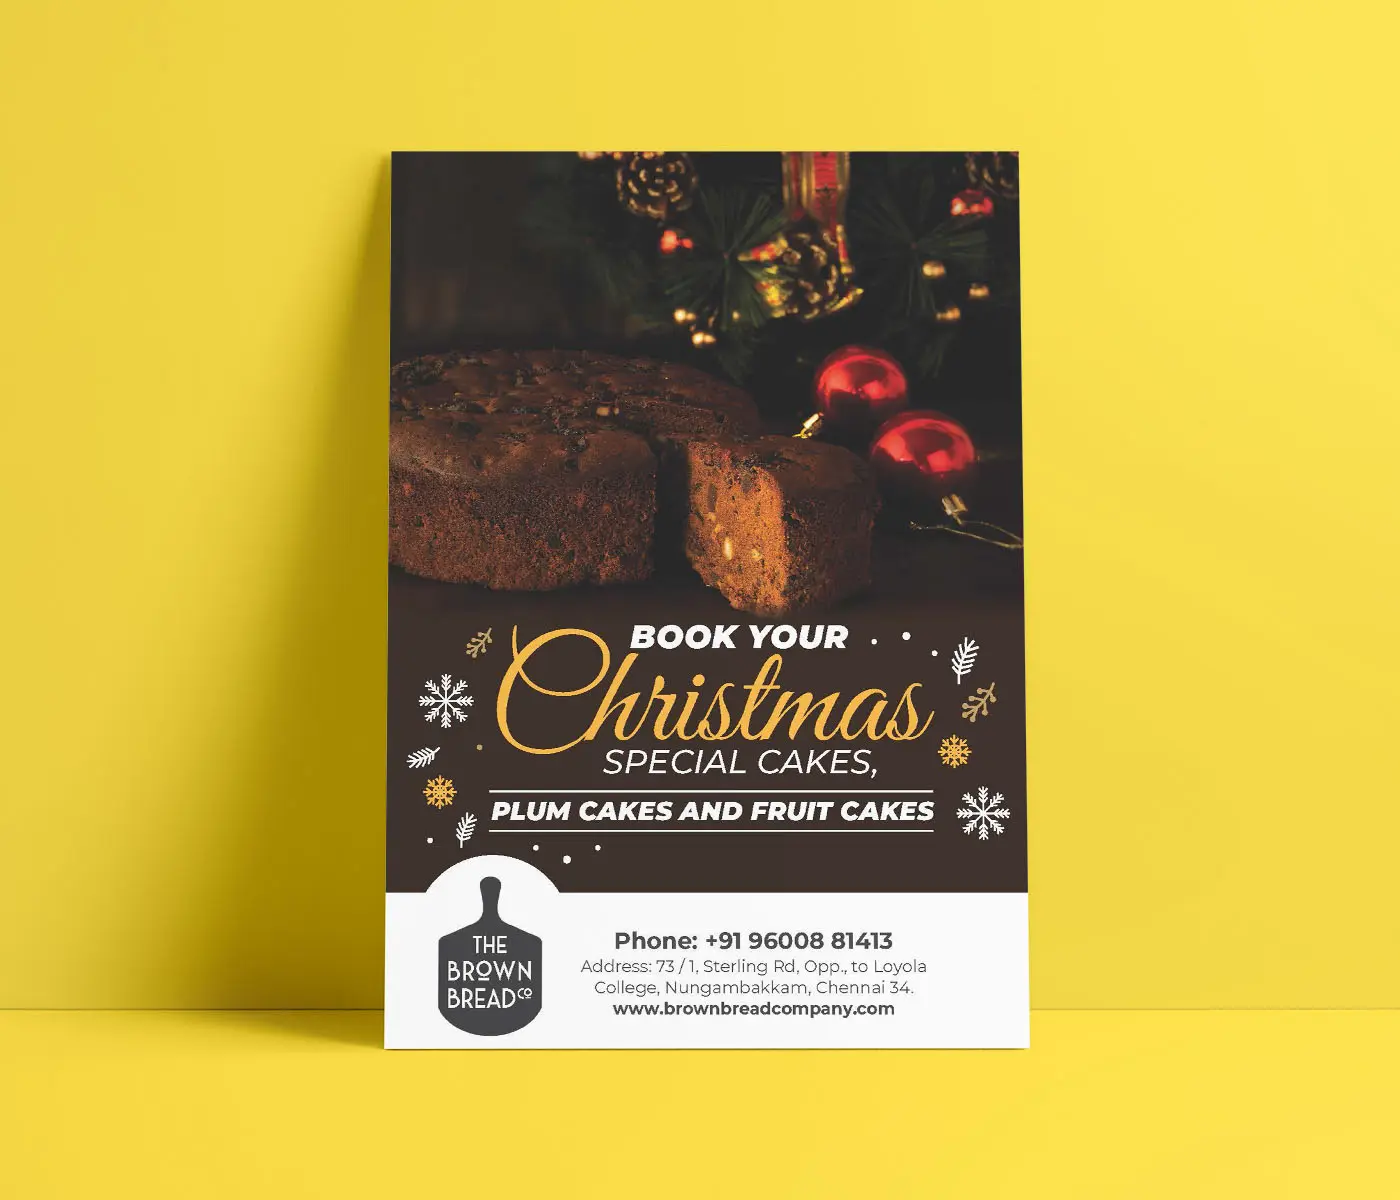 BOOK YOUR
Christmas
SPECIAL CAKES,
PLUM CAKES AND FRUIT CAKES
THE
BROWN
BREAD CO
Phone: +91 96008 81413
Address: 73 / 1, Sterling Rd, Opp., to Loyola
College, Nungambakkam, Chennai 34.
www.brownbreadcompany.com